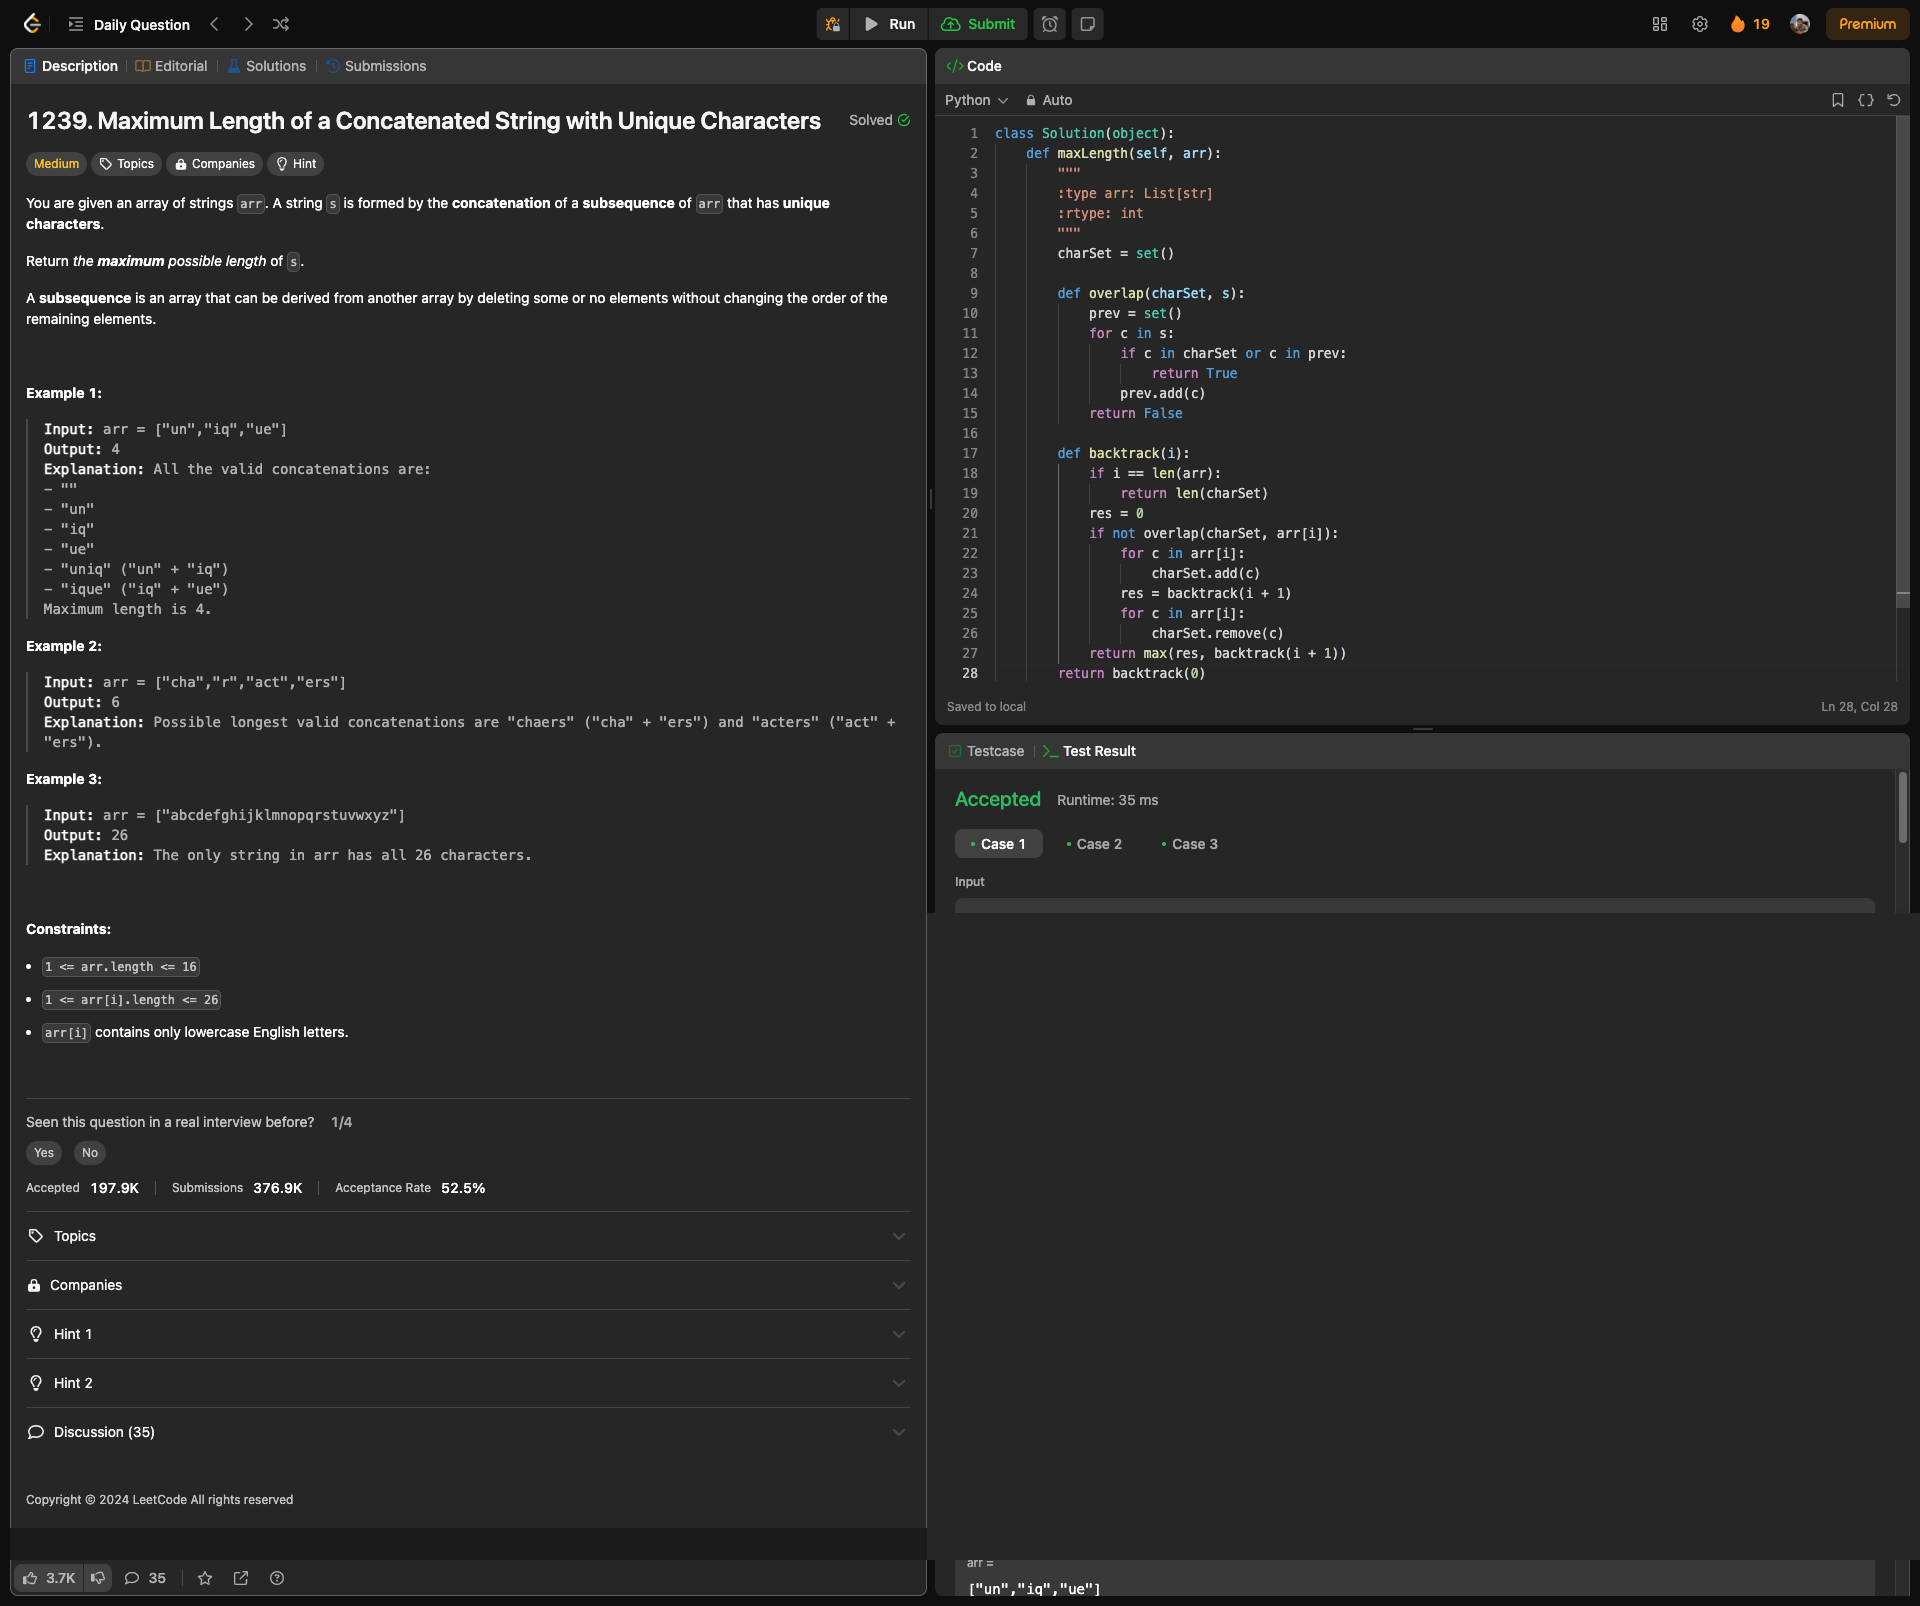 Daily Question
Run
Submit
19
Premium
Description
Editorial
Solutions
Submissions
1239. Maximum Length of a Concatenated String with Unique Characters
Solved
Medium
Topics
Companies
Hint
You are given an array of strings arr. A string s is formed by the concatenation of a subsequence of arr that has unique
characters.
Return the maximum possible length of s.
A subsequence is an array that can be derived from another array by deleting some or no elements without changing the order of the
remaining elements.
Example 1:
Input: arr = ["un","iq","ue"]
Output: 4
Explanation: All the valid concatenations are:
- ""
- "un"
- "iq"
- "ue"
- "uniq" ("un" + "iq")
- "ique" ("iq" + "ue")
Maximum length is 4.
Example 2:
Input: arr = ["cha","r","act","ers"]
Output: 6
Explanation: Possible longest valid concatenations are "chaers" ("cha" + "ers") and "acters" ("act" +
"ers").
Example 3:
Input: arr = ["abcdefghijklmnopqrstuvwxyz"]
Output: 26
Explanation: The only string in arr has all 26 characters.
Constraints:
• 1 <= arr.length <= 16
• 1 <= arr[i].length <= 26
• arr[i] contains only lowercase English letters.
Seen this question in a real interview before? 1/4
Yes
No
Accepted 197.9K
Submissions 376.9K
Acceptance Rate 52.5%
Topics
Companies
Hint 1
Hint 2
Discussion (35)
Copyright © 2024 LeetCode All rights reserved
3.7K
35
</> Code
Python
Auto
1 class Solution(object):
2     def maxLength(self, arr):
3         """
4         :type arr: List[str]
5         :rtype: int
6         """
7         charSet = set()
8
9         def overlap(charSet, s):
10             prev = set()
11             for c in s:
12                 if c in charSet or c in prev:
13                     return True
14                 prev.add(c)
15             return False
16
17         def backtrack(i):
18             if i == len(arr):
19                 return len(charSet)
20             res = 0
21             if not overlap(charSet, arr[i]):
22                 for c in arr[i]:
23                     charSet.add(c)
24                 res = backtrack(i + 1)
25                 for c in arr[i]:
26                     charSet.remove(c)
27             return max(res, backtrack(i + 1))
28         return backtrack(0)
Saved to local
Ln 28, Col 28
Testcase
>_ Test Result
Accepted
Runtime: 35 ms
• Case 1
• Case 2
• Case 3
Input
arr =
["un","iq","ue"]